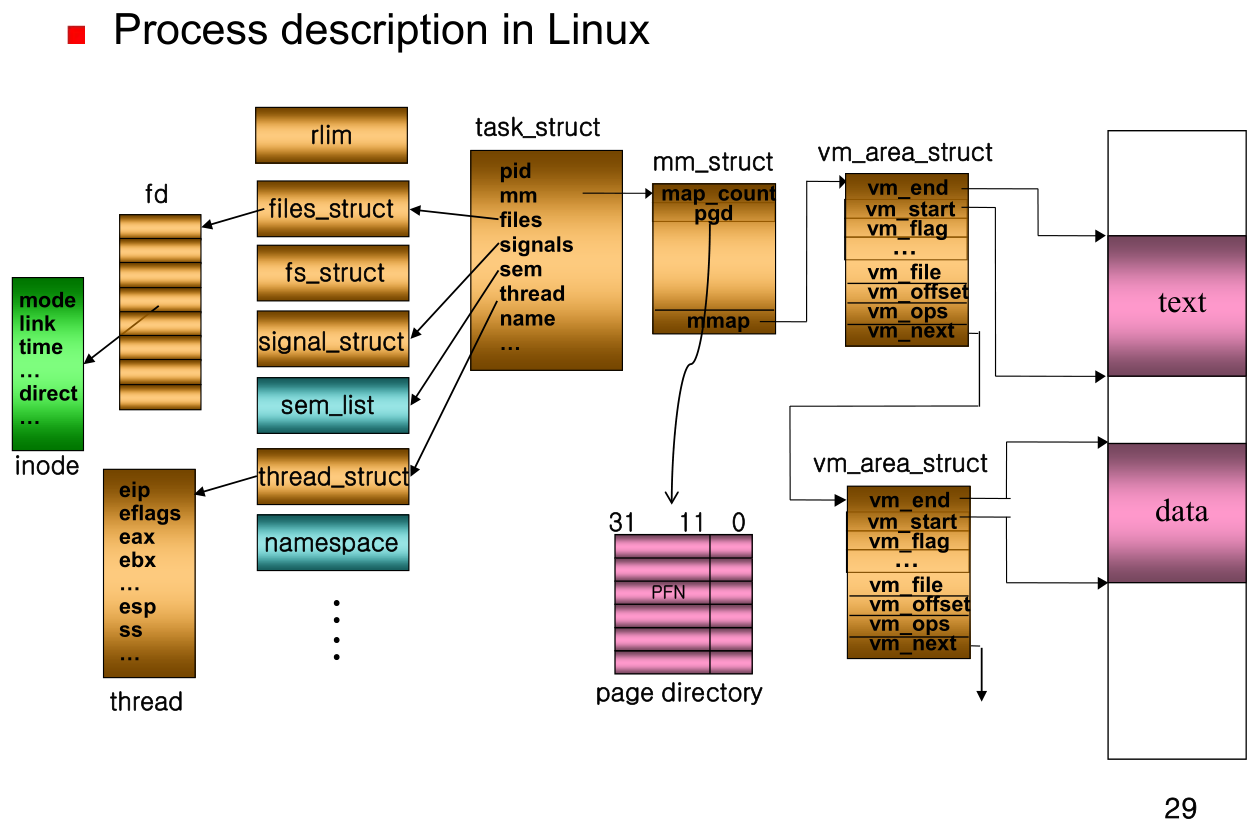 Process description in Linux
rlim
files_struct
fs_struct
signal_struct
sem_list
thread_struct
namespace
fd
mode
link
time
...
direct
...
inode
eip
eflags
eax
ebx
...
esp
ss
...
thread
task_struct
pid
mm
files
signals
sem
thread
name
...
mm_struct
map_count
pgd
mmap
31 11 0
PFN
page directory
vm_area_struct
vm_end
vm_start
vm_flag
...
vm_file
vm_offset
vm_ops
vm_next
vm_area_struct
vm_end
vm_start
vm_flag
...
vm_file
vm_offset
vm_ops
vm_next
text
data
29